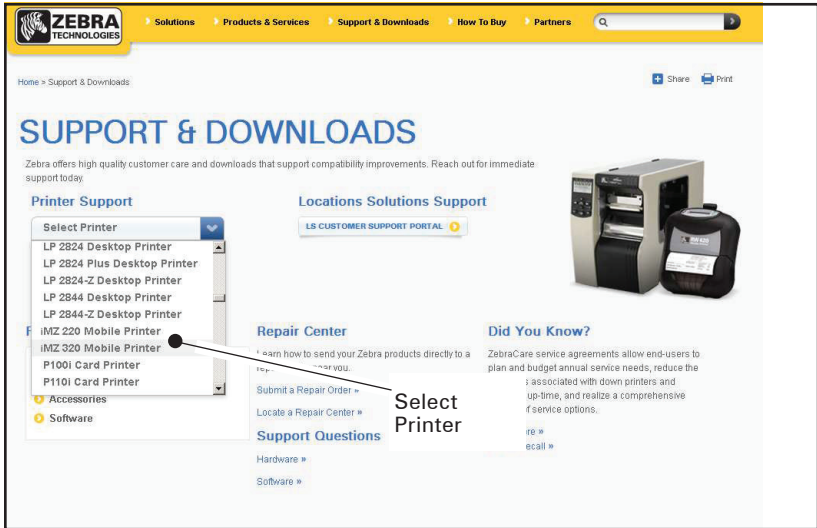 ZEBRA
TECHNOLOGIES
Solutions
Products & Services
Support & Downloads
How To Buy
Partners
Home > Support & Downloads
Share
Print
SUPPORT & DOWNLOADS
Zebra offers high quality customer care and downloads that support compatibility improvements. Reach out for immediate
support today.
Printer Support
Select Printer
LP 2824 Desktop Printer
LP 2824 Plus Desktop Printer
LP 2824-Z Desktop Printer
LP 2844 Desktop Printer
LP 2844-Z Desktop Printer
iMZ 220 Mobile Printer
iMZ 320 Mobile Printer
P100i Card Printer
P110i Card Printer
Accessories
Software
Locations Solutions Support
LS CUSTOMER SUPPORT PORTAL
Repair Center
Learn how to send your Zebra products directly to a
you.
Submit a Repair Order »
Locate a Repair Center »
Support Questions
Hardware »
Software »
Select
Printer
Did You Know?
ZebraCare service agreements allow end-users to
plan and budget annual service needs, reduce the
associated with down printers and
up-time, and realize a comprehensive
of service options.